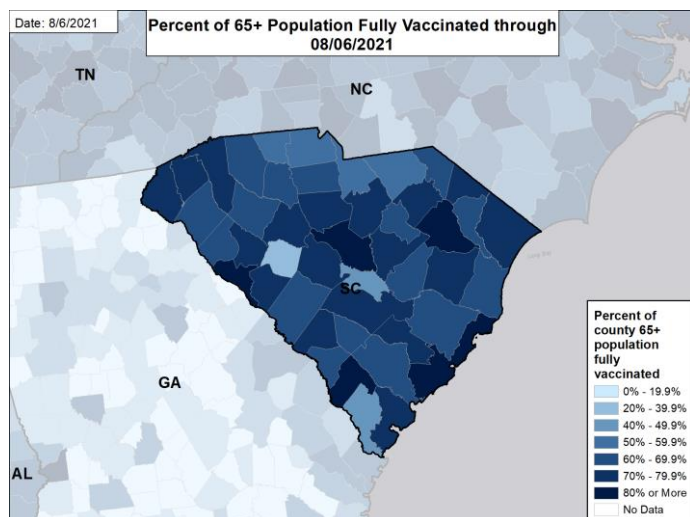 Date: 8/6/2021
Percent of 65+ Population Fully Vaccinated through
08/06/2021
TN
NC
SC
GA
AL
Percent of
county 65+
population
fully
vaccinated
0% - 19.9%
20% - 39.9%
40% - 49.9%
50% - 59.9%
60% - 69.9%
70% - 79.9%
80% or More
No Data